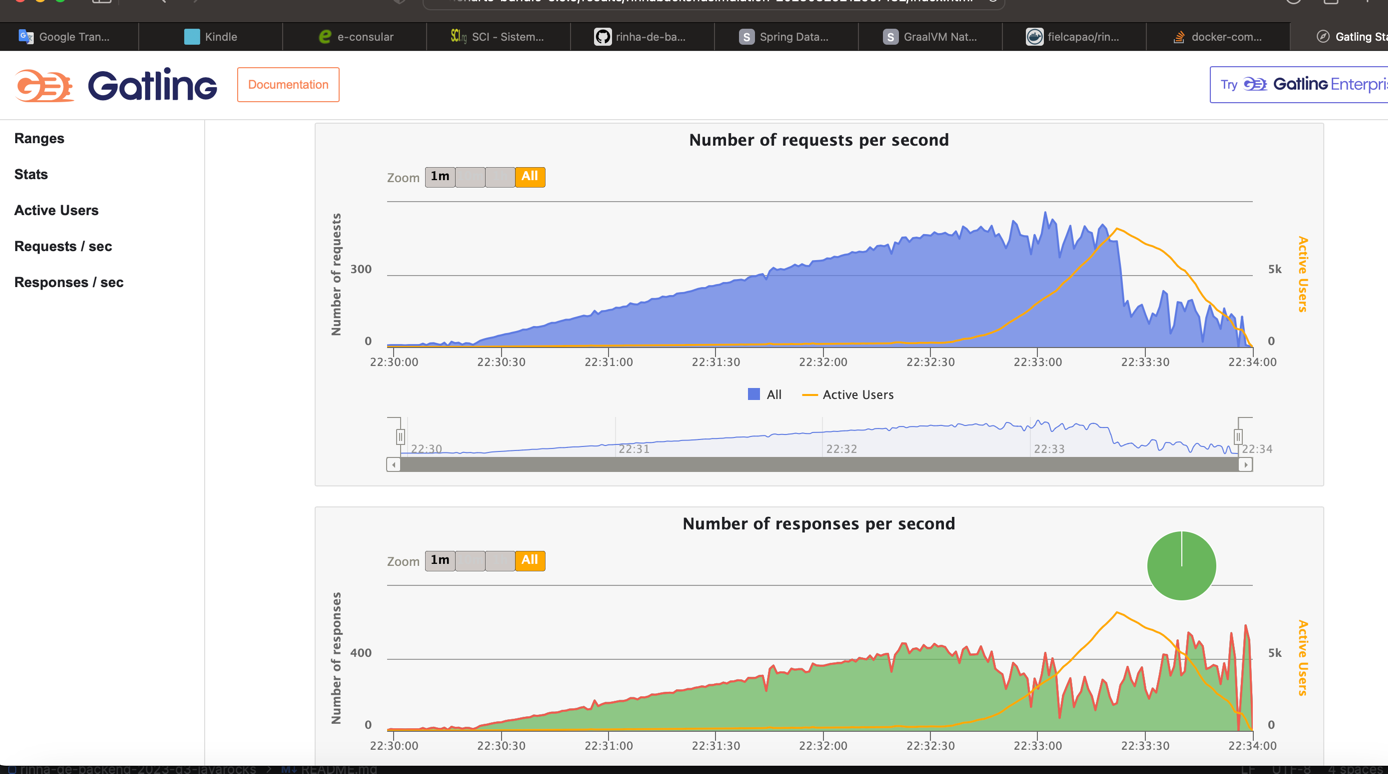 Google Tran...
Kindle
e-consular
SCI - Sistem...
rinha-de-ba...
Spring Data...
GraalVM Nat...
fielcapao/rin...
docker-com...
Gatling Sta
Gatling
Documentation
Try Gatling Enterpri
Ranges
Stats
Active Users
Requests / sec
Responses / sec
Number of requests per second
Zoom 1m All
Number of requests
300
0
5k
0
Active Users
22:30:00 22:30:30 22:31:00 22:31:30 22:32:00 22:32:30 22:33:00 22:33:30 22:34:00
All Active Users
22:30 22:31 22:32 22:33 22:34
Number of responses per second
Zoom 1m All
Number of responses
400
0
5k
0
Active Users
22:30:00 22:30:30 22:31:00 22:31:30 22:32:00 22:32:30 22:33:00 22:33:30 22:34:00
rinha-de-backend-2023-q3-javarocks > README.md
LF UTF-8 4 spaces